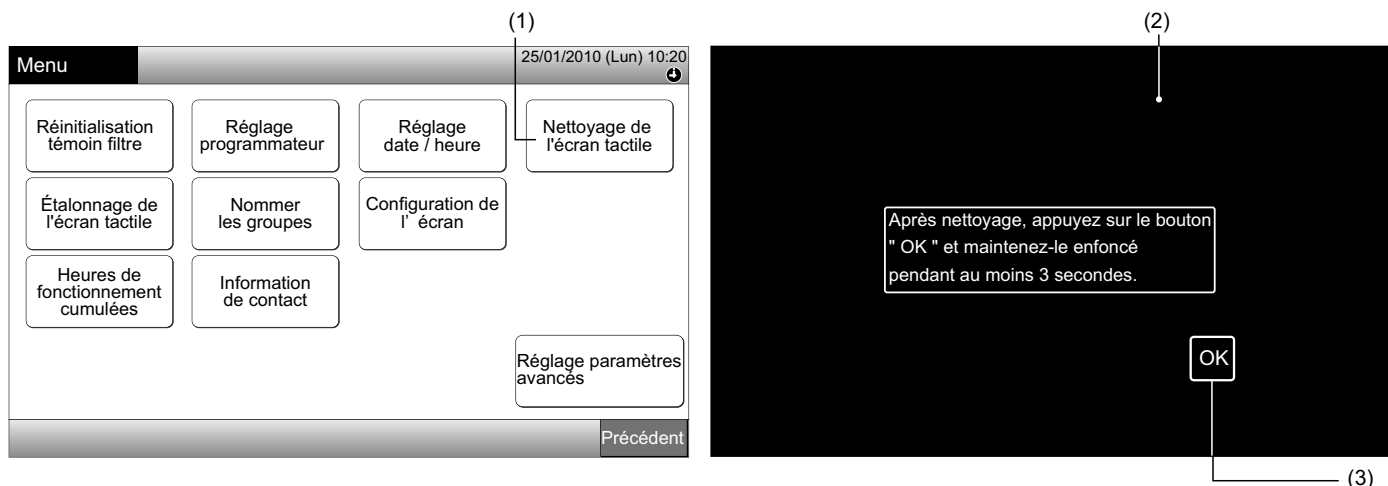 (1)
(2)
Menu
25/01/2010 (Lun) 10:20
Réinitialisation
témoin filtre
Réglage
programmateur
Réglage
date / heure
Nettoyage de
l'écran tactile
Étalonnage de
l'écran tactile
Nommer
les groupes
Configuration de
l’ écran
Heures de
fonctionnement
cumulées
Information
de contact
Réglage paramètres
avancés
Précédent
Après nettoyage, appuyez sur le bouton
" OK " et maintenez-le enfoncé
pendant au moins 3 secondes.
OK
(3)